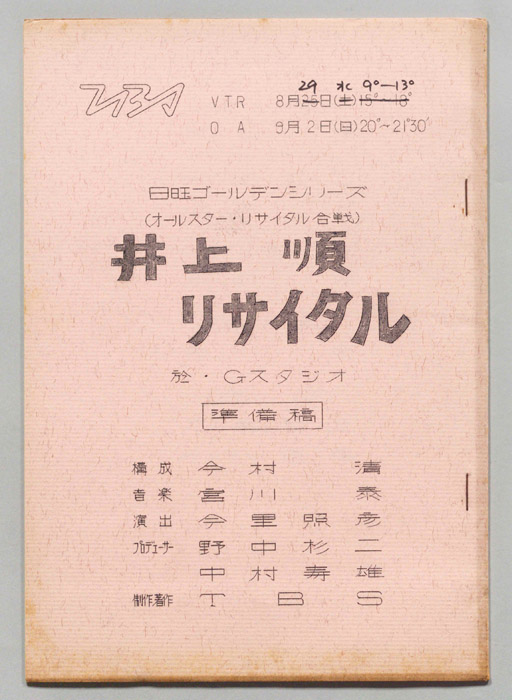 TBS
29 水 9°-13°
VTR 8月25日(土)15°-18°
OA 9月2日(日)20°~21°30'
日旺ゴールデンシリーズ
(オールスター・リサイタル合戦)
井上 順
リサイタル
於・Gスタジオ
準備稿
構成 今村 清
音楽 宮川 泰
演出 今里照彦
プロデューサー 野中杉二
中村寿雄
制作著作 TBS